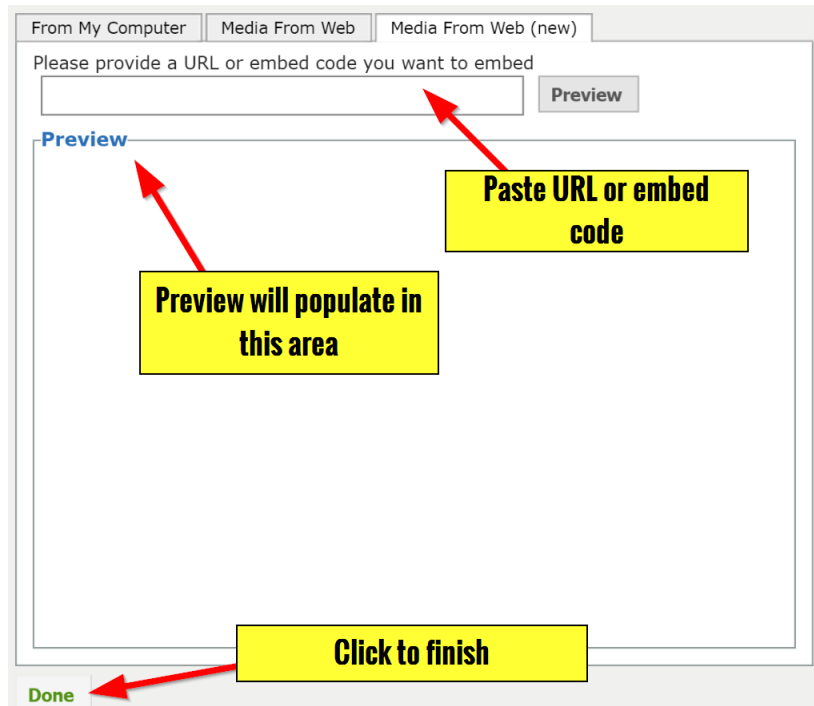 From My Computer Media From Web Media From Web (new)
Please provide a URL or embed code you want to embed
Preview
Preview
Paste URL or embed
code
Preview will populate in
this area
Click to finish
Done